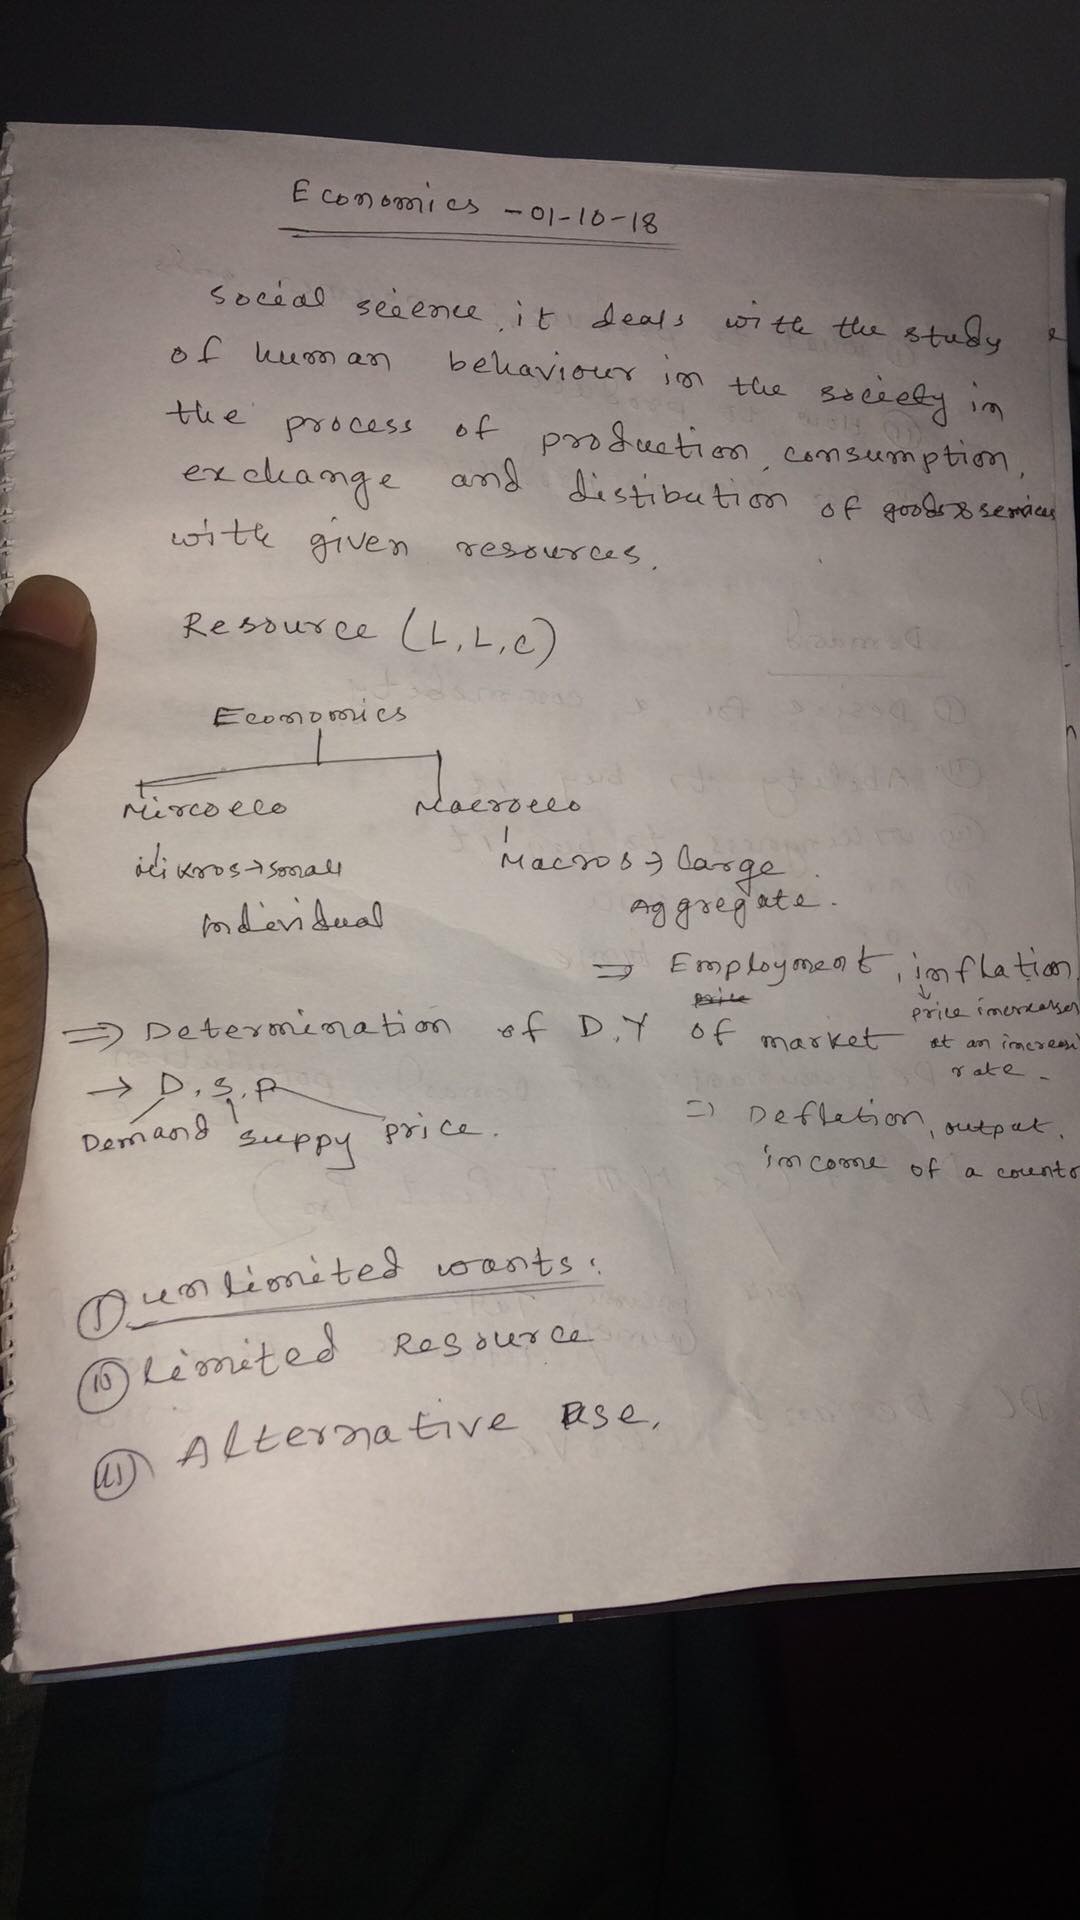 Economics - 01-10-18
Social science, it deals with the study
of human behaviour in the society in
the process of production, consumption,
exchange and distibution of goods & services
with given resources.
Resource (L, L, C)
Economics
Mircoeco
Macroeco
Mikros → small
Macros → large
Individual
Aggregate.
⇒ Employment, inflation
↓
price increases
at an increasi
rate.
⇒ Determination of D, Y of market
→ D, S, P
Demand supply price.
⇒ Deflation, output,
income of a countr
(I) unlimited wants:
(II) limited Resource
(III) Alternative use,